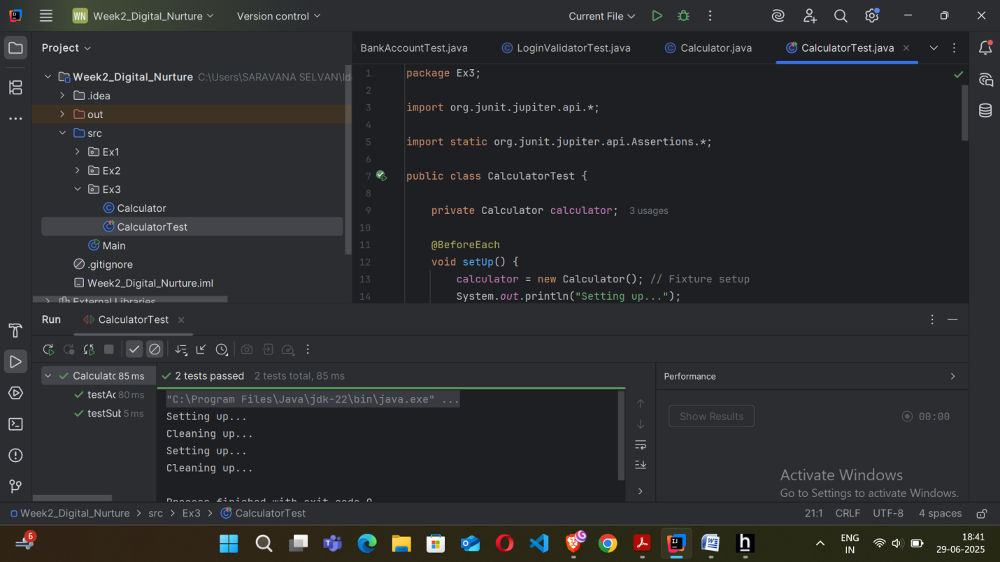 WN Week2_Digital_Nurture
Version control
Current File
Project
BankAccountTest.java
LoginValidatorTest.java
Calculator.java
CalculatorTest.java
Week2_Digital_Nurture C:\Users\SARAVANA SELVAN\Id
.idea
out
src
Ex1
Ex2
Ex3
Calculator
CalculatorTest
Main
.gitignore
Week2_Digital_Nurture.iml
External Libraries
1 package Ex3;
2
3 import org.junit.jupiter.api.*;
4
5 import static org.junit.jupiter.api.Assertions.*;
6
7 public class CalculatorTest {
8
9 private Calculator calculator; 3 usages
10
11 @BeforeEach
12 void setUp() {
13 calculator = new Calculator(); // Fixture setup
14 System.out.println("Setting up...");
Run CalculatorTest
Calculato 85 ms
testAc 80 ms
testSub 5 ms
2 tests passed 2 tests total, 85 ms
"C:\Program Files\Java\jdk-22\bin\java.exe" ...
Setting up...
Cleaning up...
Setting up...
Cleaning up...
Process finished with exit code 0
Performance
Show Results 00:00
Activate Windows
Go to Settings to activate Windows.
Week2_Digital_Nurture > src > Ex3 > CalculatorTest
21:1 CRLF UTF-8 4 spaces
6
ENG
IN
18:41
29-06-2025